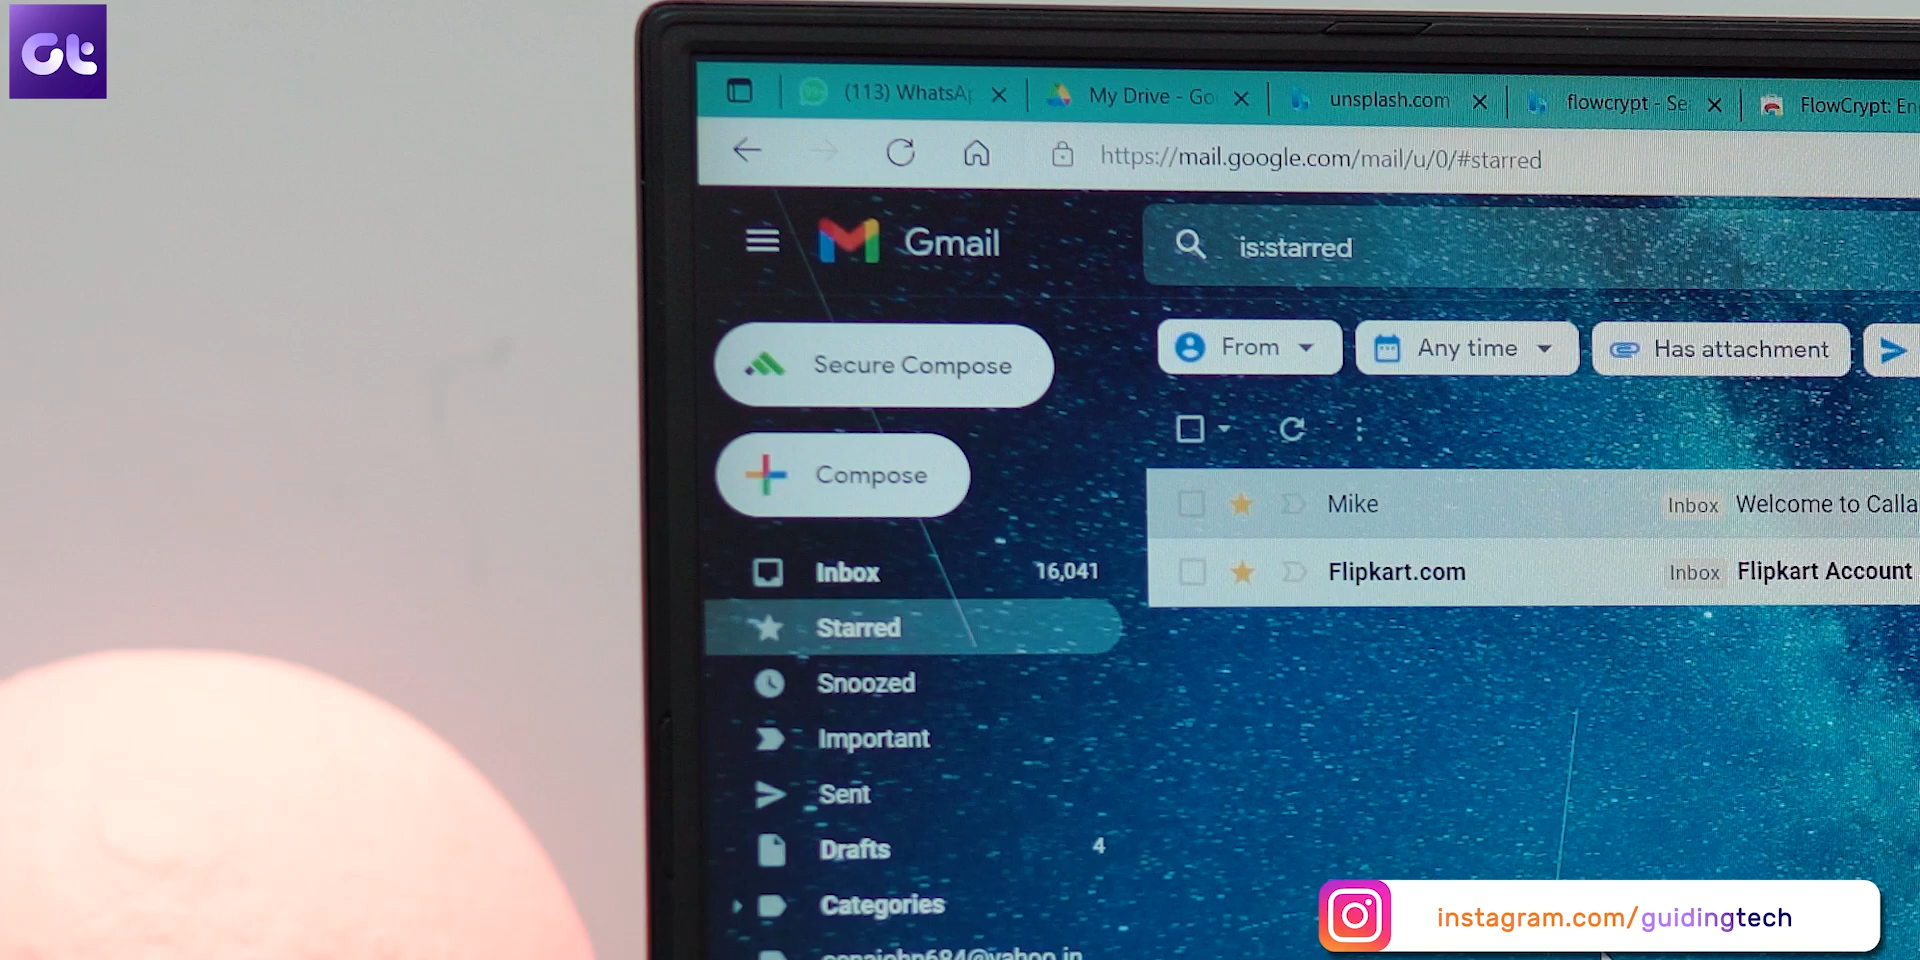 Gt
(113) WhatsAp
My Drive - Go
unsplash.com
flowcrypt - Se
FlowCrypt: En
https://mail.google.com/mail/u/0/#starred
Gmail
is:starred
Secure Compose
From
Any time
Has attachment
Compose
Mike
Inbox
Welcome to Calla
Inbox 16,041
Flipkart.com
Inbox
Flipkart Account
Starred
Snoozed
Important
Sent
Drafts 4
Categories
instagram.com/guidingtech